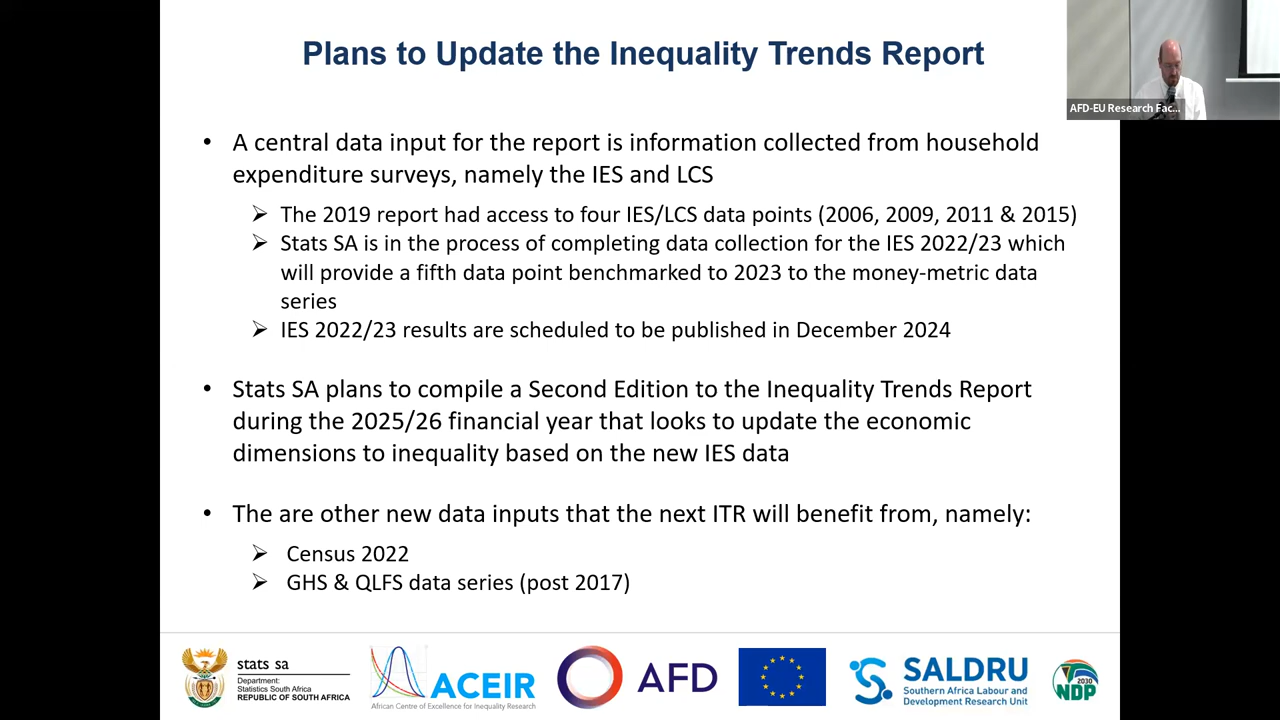 Plans to Update the Inequality Trends Report
AFD-EU Research Fac...
• A central data input for the report is information collected from household
expenditure surveys, namely the IES and LCS
➢ The 2019 report had access to four IES/LCS data points (2006, 2009, 2011 & 2015)
➢ Stats SA is in the process of completing data collection for the IES 2022/23 which
will provide a fifth data point benchmarked to 2023 to the money-metric data
series
➢ IES 2022/23 results are scheduled to be published in December 2024
• Stats SA plans to compile a Second Edition to the Inequality Trends Report
during the 2025/26 financial year that looks to update the economic
dimensions to inequality based on the new IES data
• The are other new data inputs that the next ITR will benefit from, namely:
➢ Census 2022
➢ GHS & QLFS data series (post 2017)
stats sa
Department:
Statistics South Africa
REPUBLIC OF SOUTH AFRICA
ACEIR
African Centre of Excellence for Inequality Research
AFD
SALDRU
Southern Africa Labour and
Development Research Unit
2030
NDP